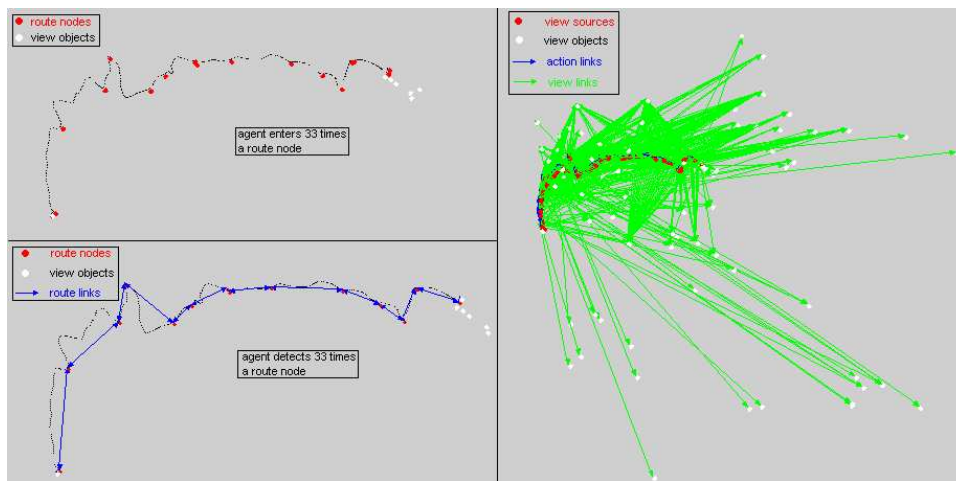 route nodes
view objects
agent enters 33 times
a route node
route nodes
view objects
route links
agent detects 33 times
a route node
view sources
view objects
action links
view links